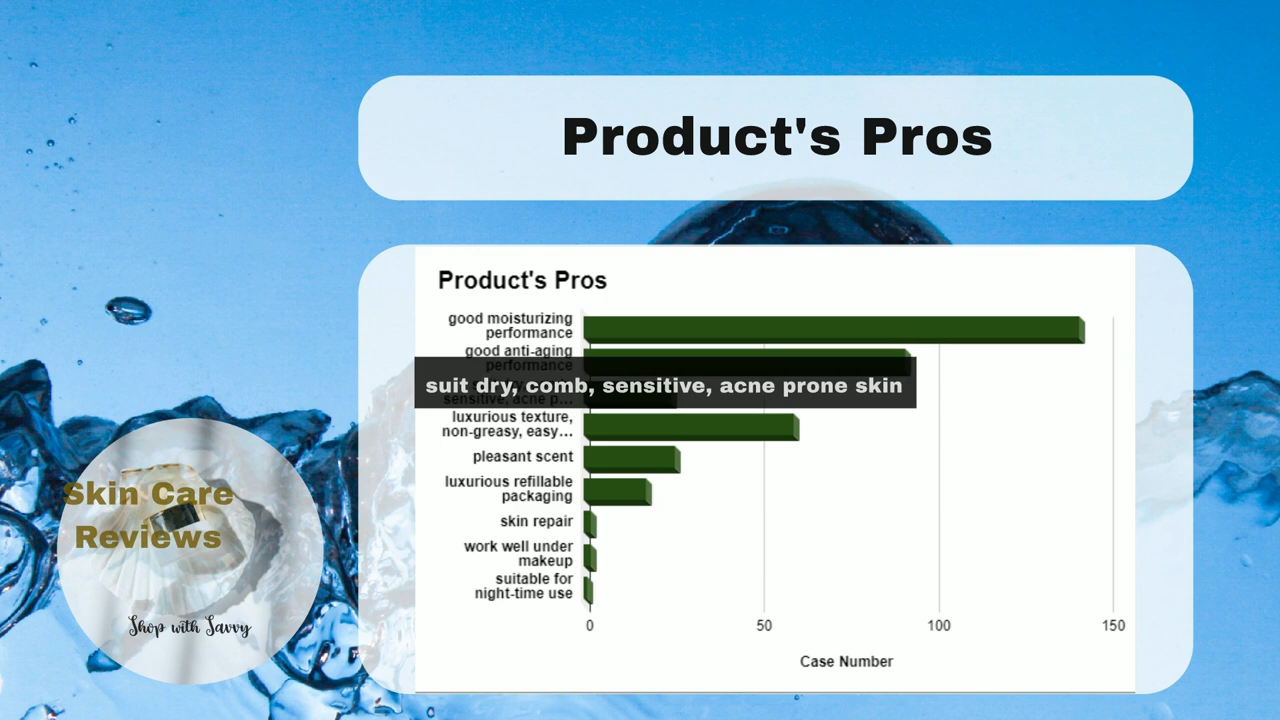 Product's Pros
Product's Pros
good moisturizing
performance
good anti-aging
performance
suit dry, comb, sensitive, acne prone skin
sensitive, acne p...
luxurious texture,
non-greasy, easy...
pleasant scent
luxurious refillable
packaging
skin repair
work well under
makeup
suitable for
night-time use
0
50
100
150
Case Number
Skin Care
Reviews
Shop with Savvy